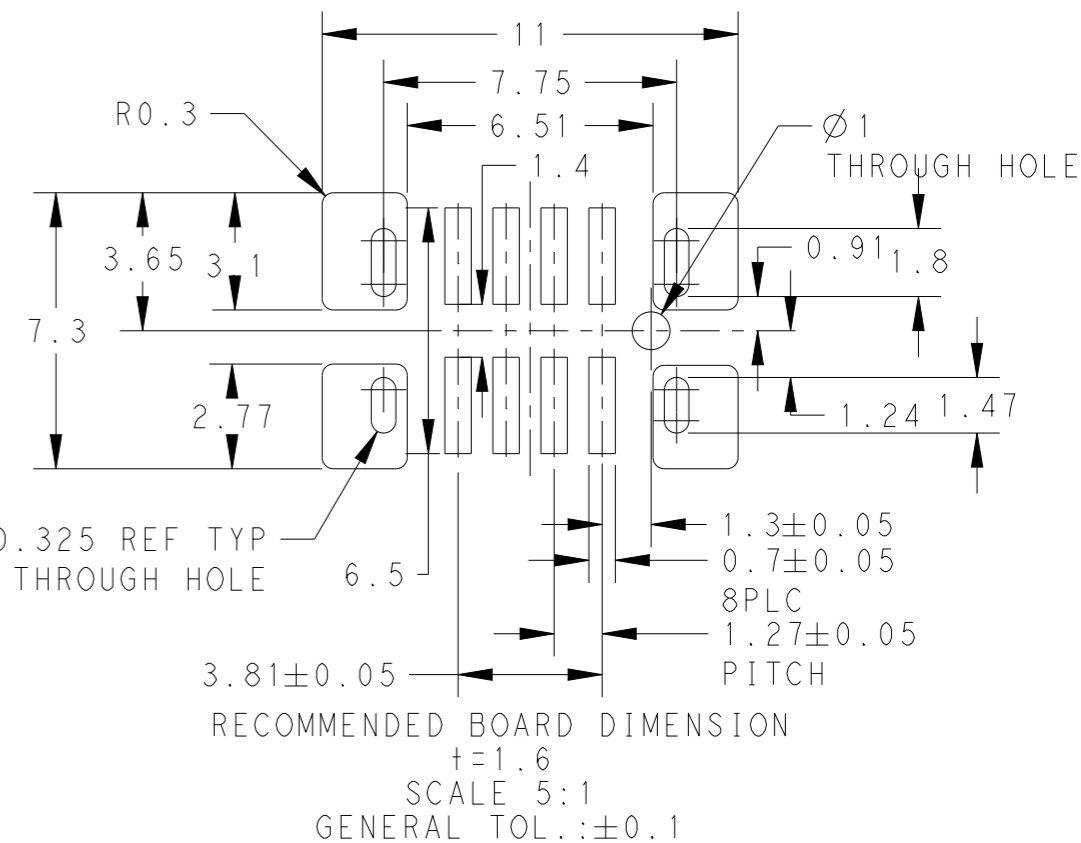 11
7.75
R0.3
6.51
Ø1
THROUGH HOLE
1.4
3.65
3.1
0.91
1.8
7.3
2.77
1.24
1.47
0.325 REF TYP
THROUGH HOLE
6.5
1.3±0.05
0.7±0.05
8PLC
1.27±0.05
PITCH
3.81±0.05
RECOMMENDED BOARD DIMENSION
t=1.6
SCALE 5:1
GENERAL TOL.:±0.1